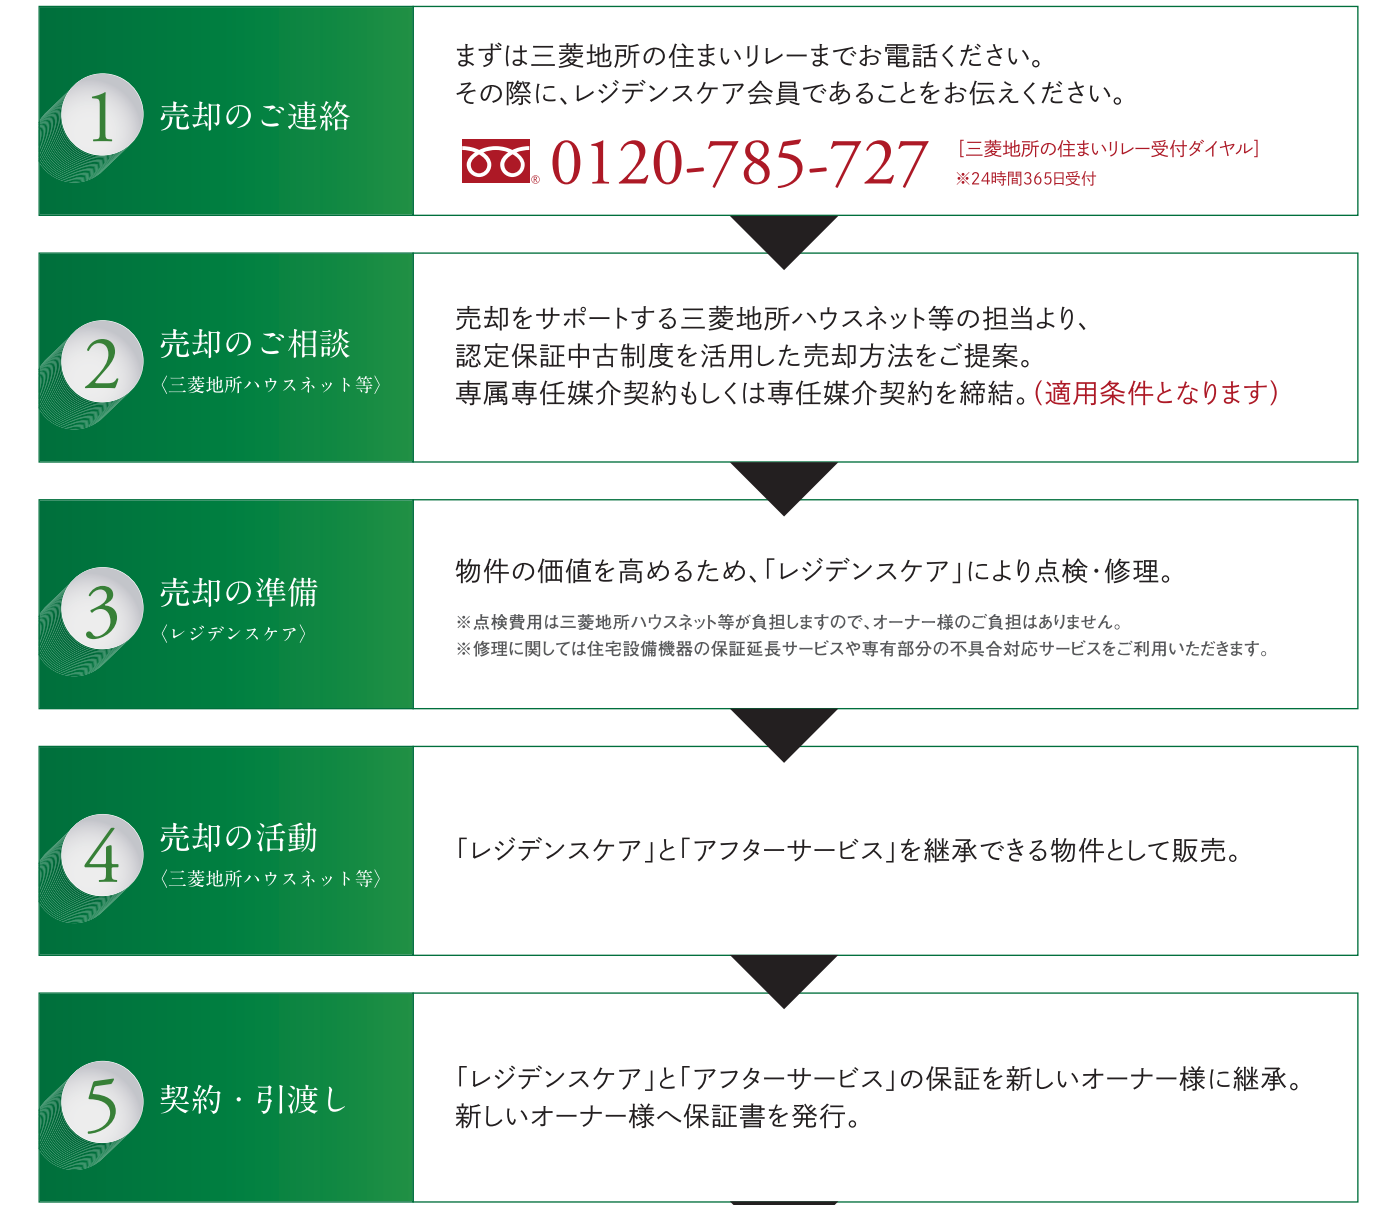 1
売却のご連絡
まずは三菱地所の住まいリレーまでお電話ください。
その際に、レジデンスケア会員であることをお伝えください。
® 0120-785-727
［三菱地所の住まいリレー受付ダイヤル］
※24時間365日受付
2
売却のご相談
〈三菱地所ハウスネット等〉
売却をサポートする三菱地所ハウスネット等の担当より、
認定保証中古制度を活用した売却方法をご提案。
専属専任媒介契約もしくは専任媒介契約を締結。（適用条件となります）
3
売却の準備
〈レジデンスケア〉
物件の価値を高めるため、「レジデンスケア」により点検・修理。
※点検費用は三菱地所ハウスネット等が負担しますので、オーナー様のご負担はありません。
※修理に関しては住宅設備機器の保証延長サービスや専有部分の不具合対応サービスをご利用いただきます。
4
売却の活動
〈三菱地所ハウスネット等〉
「レジデンスケア」と「アフターサービス」を継承できる物件として販売。
5
契約・引渡し
「レジデンスケア」と「アフターサービス」の保証を新しいオーナー様に継承。
新しいオーナー様へ保証書を発行。